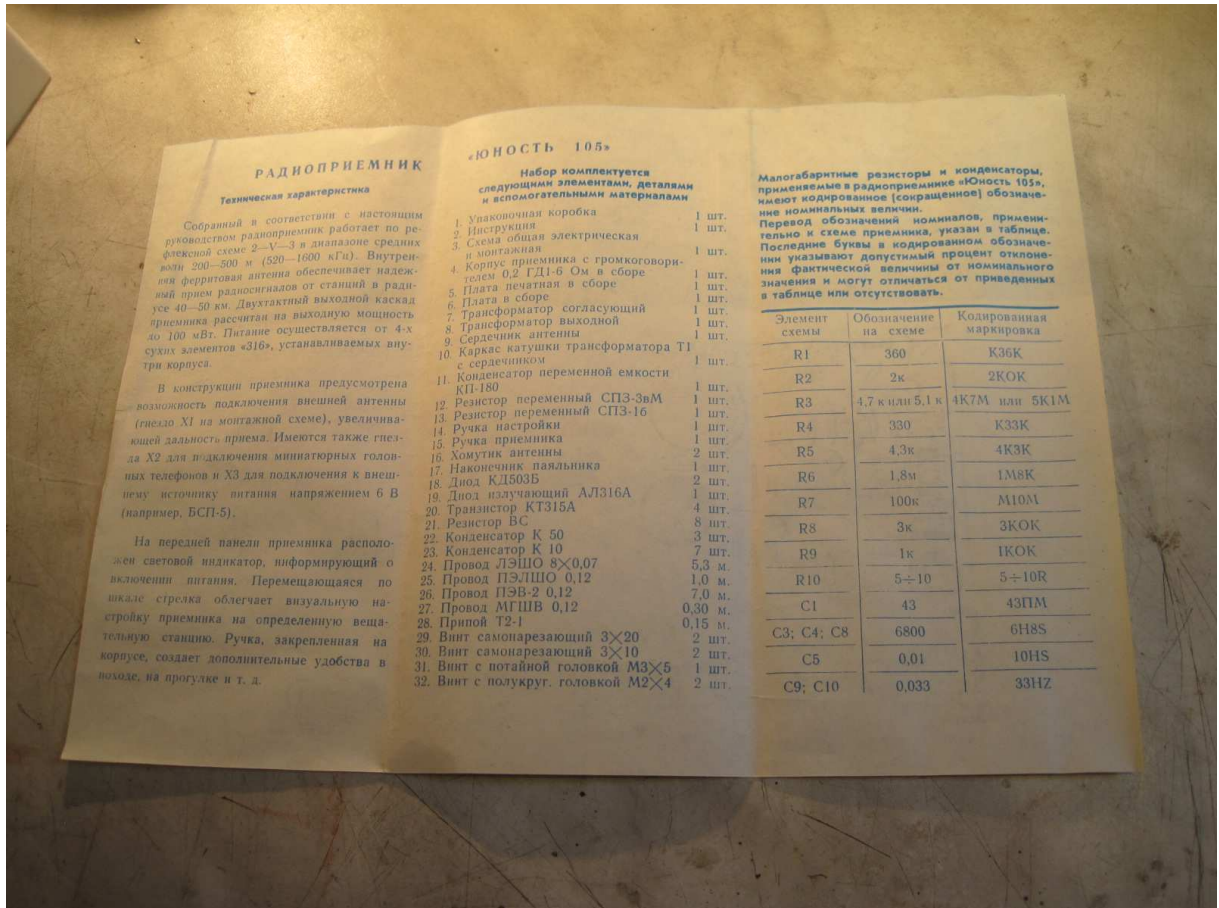 РАДИОПРИЕМНИК
Техническая характеристика
Собранный в соответствии с настоящим
руководством радиоприемник работает по ре-
флексной схеме 2—V—3 в диапазоне средних
волн 200—500 м (520—1600 кГц). Внутрен-
няя ферритовая антенна обеспечивает надеж-
ный прием радиосигналов от станций в ради-
усе 40—50 км. Двухтактный выходной каскад
приемника рассчитан на выходную мощность
до 100 мВт. Питание осуществляется от 4-х
сухих элементов «316», устанавливаемых вну-
три корпуса.
В конструкции приемника предусмотрена
возможность подключения внешней антенны
(гнездо X1 на монтажной схеме), увеличива-
ющей дальность приема. Имеются также гнез-
да X2 для подключения миниатюрных голов-
ных телефонов и X3 для подключения к внеш-
нему источнику питания напряжением 6 В
(например, БСП-5).
На передней панели приемника располо-
жен световой индикатор, информирующий о
включении питания. Перемещающаяся по
шкале стрелка облегчает визуальную на-
стройку приемника на определенную веща-
тельную станцию. Ручка, закрепленная на
корпусе, создает дополнительные удобства в
походе, на прогулке и т. д.
«ЮНОСТЬ 105»
Набор комплектуется
следующими элементами, деталями
и вспомогательными материалами
1. Упаковочная коробка 1 шт.
2. Инструкция 1 шт.
3. Схема общая электрическая
и монтажная 1 шт.
4. Корпус приемника с громкоговори-
телем 0,2 ГД1-6 Ом в сборе 1 шт.
5. Плата печатная в сборе 1 шт.
6. Плата в сборе 1 шт.
7. Трансформатор согласующий 1 шт.
8. Трансформатор выходной 1 шт.
9. Сердечник антенны 1 шт.
10. Каркас катушки трансформатора Т1
с сердечником 1 шт.
11. Конденсатор переменной емкости
КП-180 1 шт.
12. Резистор переменный СПЗ-3вМ 1 шт.
13. Резистор переменный СПЗ-1б 1 шт.
14. Ручка настройки 1 шт.
15. Ручка приемника 1 шт.
16. Хомутик антенны 2 шт.
17. Наконечник паяльника 1 шт.
18. Диод КД503Б 2 шт.
19. Диод излучающий АЛ316А 1 шт.
20. Транзистор КТ315А 4 шт.
21. Резистор ВС 8 шт.
22. Конденсатор К 50 3 шт.
23. Конденсатор К 10 7 шт.
24. Провод ЛЭШО 8×0,07 5,3 м.
25. Провод ПЭЛШО 0,12 1,0 м.
26. Провод ПЭВ-2 0,12 7,0 м.
27. Провод МГШВ 0,12 0,30 м.
28. Припой Т2-1 0,15 м.
29. Винт самонарезающий 3×20 2 шт.
30. Винт самонарезающий 3×10 2 шт.
31. Винт с потайной головкой М3×5 1 шт.
32. Винт с полукруг. головкой М2×4 2 шт.
Малогабаритные резисторы и конденсаторы,
применяемые в радиоприемнике «Юность 105»,
имеют кодированное [сокращенное] обозначе-
ние номинальных величин.
Перевод обозначений номиналов, примени-
тельно к схеме приемника, указан в таблице.
Последние буквы в кодированном обозначе-
нии указывают допустимый процент отклоне-
ния фактической величины от номинального
значения и могут отличаться от приведенных
в таблице или отсутствовать.
Элемент схемы Обозначение на схеме Кодированная маркировка
R1 360 К36К
R2 2к 2КОК
R3 4,7 к или 5,1 к 4К7М или 5К1М
R4 330 К33К
R5 4,3к 4К3К
R6 1,8м 1М8К
R7 100к М10М
R8 3к 3КОК
R9 1к 1КОК
R10 5÷10 5÷10R
С1 43 43ПМ
С3; С4; С8 6800 6H8S
С5 0,01 10HS
С9; С10 0,033 33HZ